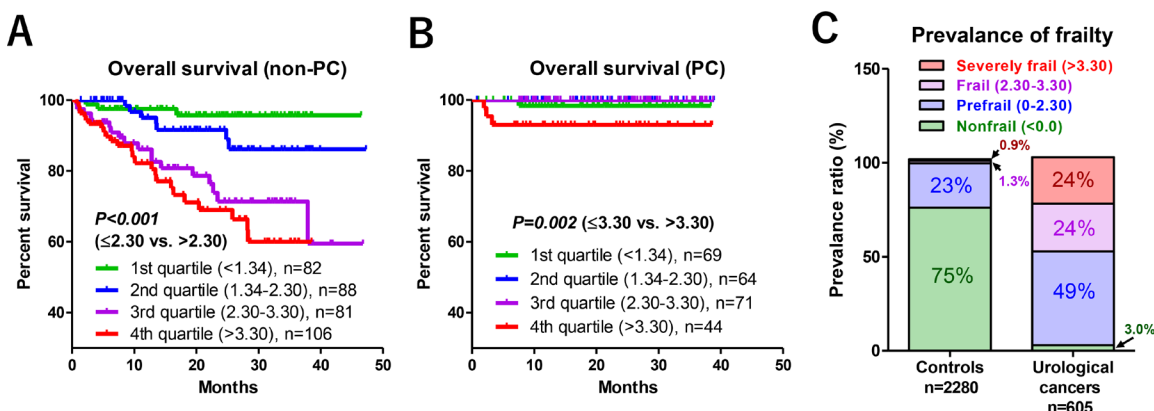 A
Overall survival (non-PC)
Percent survival
100
80
60
40
P<0.001
(≤2.30 vs. >2.30)
1st quartile (<1.34), n=82
2nd quartile (1.34-2.30), n=88
3rd quartile (2.30-3.30), n=81
4th quartile (>3.30), n=106
0 10 20 30 40 50
Months
B
Overall survival (PC)
Percent survival
100
80
60
40
P=0.002 (≤3.30 vs. >3.30)
1st quartile (<1.34), n=69
2nd quartile (1.34-2.30), n=64
3rd quartile (2.30-3.30), n=71
4th quartile (>3.30), n=44
0 10 20 30 40 50
Months
C
Prevalance of frailty
Prevalance ratio (%)
150
100
50
0
Severely frail (>3.30)
Frail (2.30-3.30)
Prefrail (0-2.30)
Nonfrail (<0.0)
0.9%
1.3%
23%
75%
24%
24%
49%
3.0%
Controls
n=2280
Urological
cancers
n=605